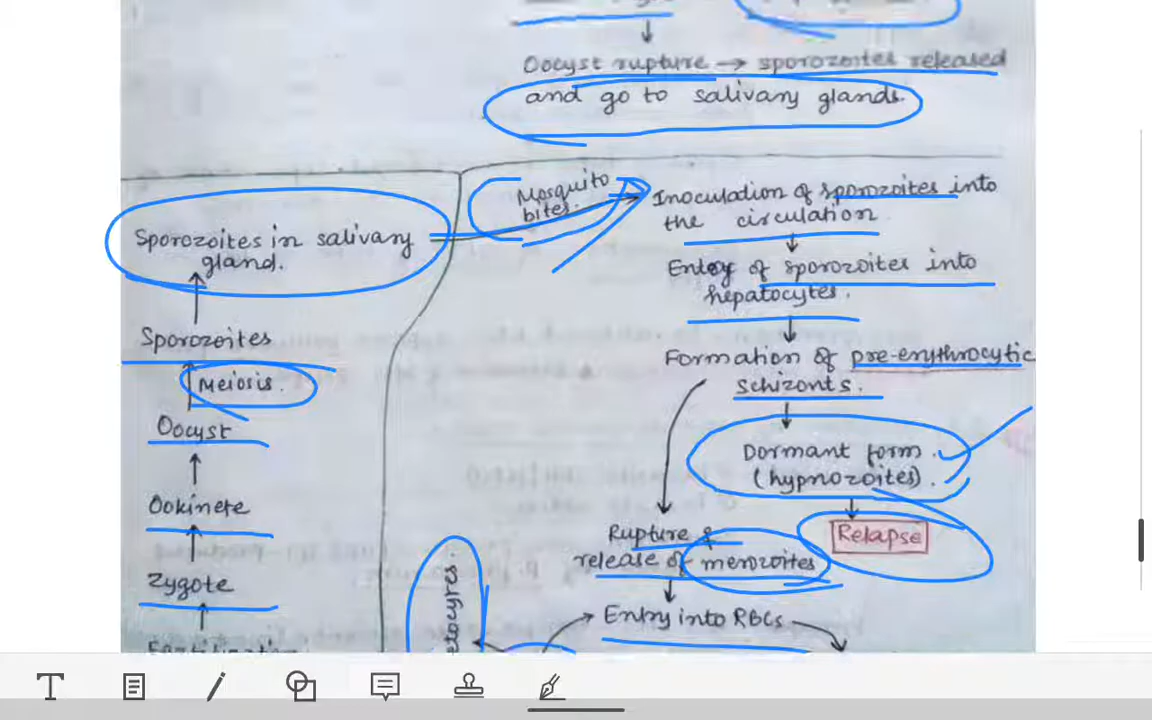 Oocyst rupture → sporozoites released
and go to salivary glands.
Mosquito
bites.
Inoculation of sporozoites into
the circulation
Sporozoites in salivary
gland.
Entry of sporozoites into
hepatocytes.
Sporozoites
Formation of pre-erythrocytic
schizonts.
Meiosis.
Oocyst
Dormant form.
(hypnozoites).
Ookinete
Relapse
Rupture &
release of merozoites
Zygote
Entry into RBCs